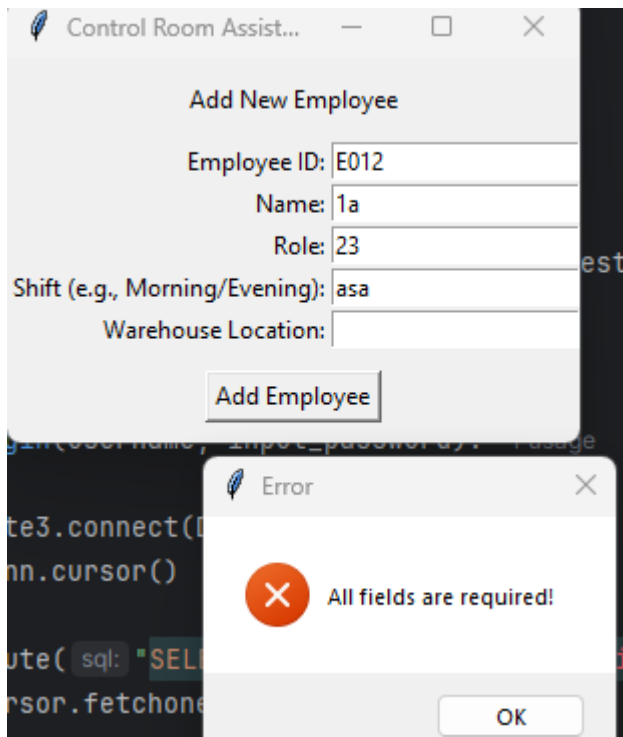 Control Room Assist...
Add New Employee
Employee ID: E012
Name: 1a
Role: 23
Shift (e.g., Morning/Evening): asa
Warehouse Location:
Add Employee
est
Error
te3.connect(
nn.cursor()
All fields are required!
ute( sql: "SEL
rsor.fetchone
OK